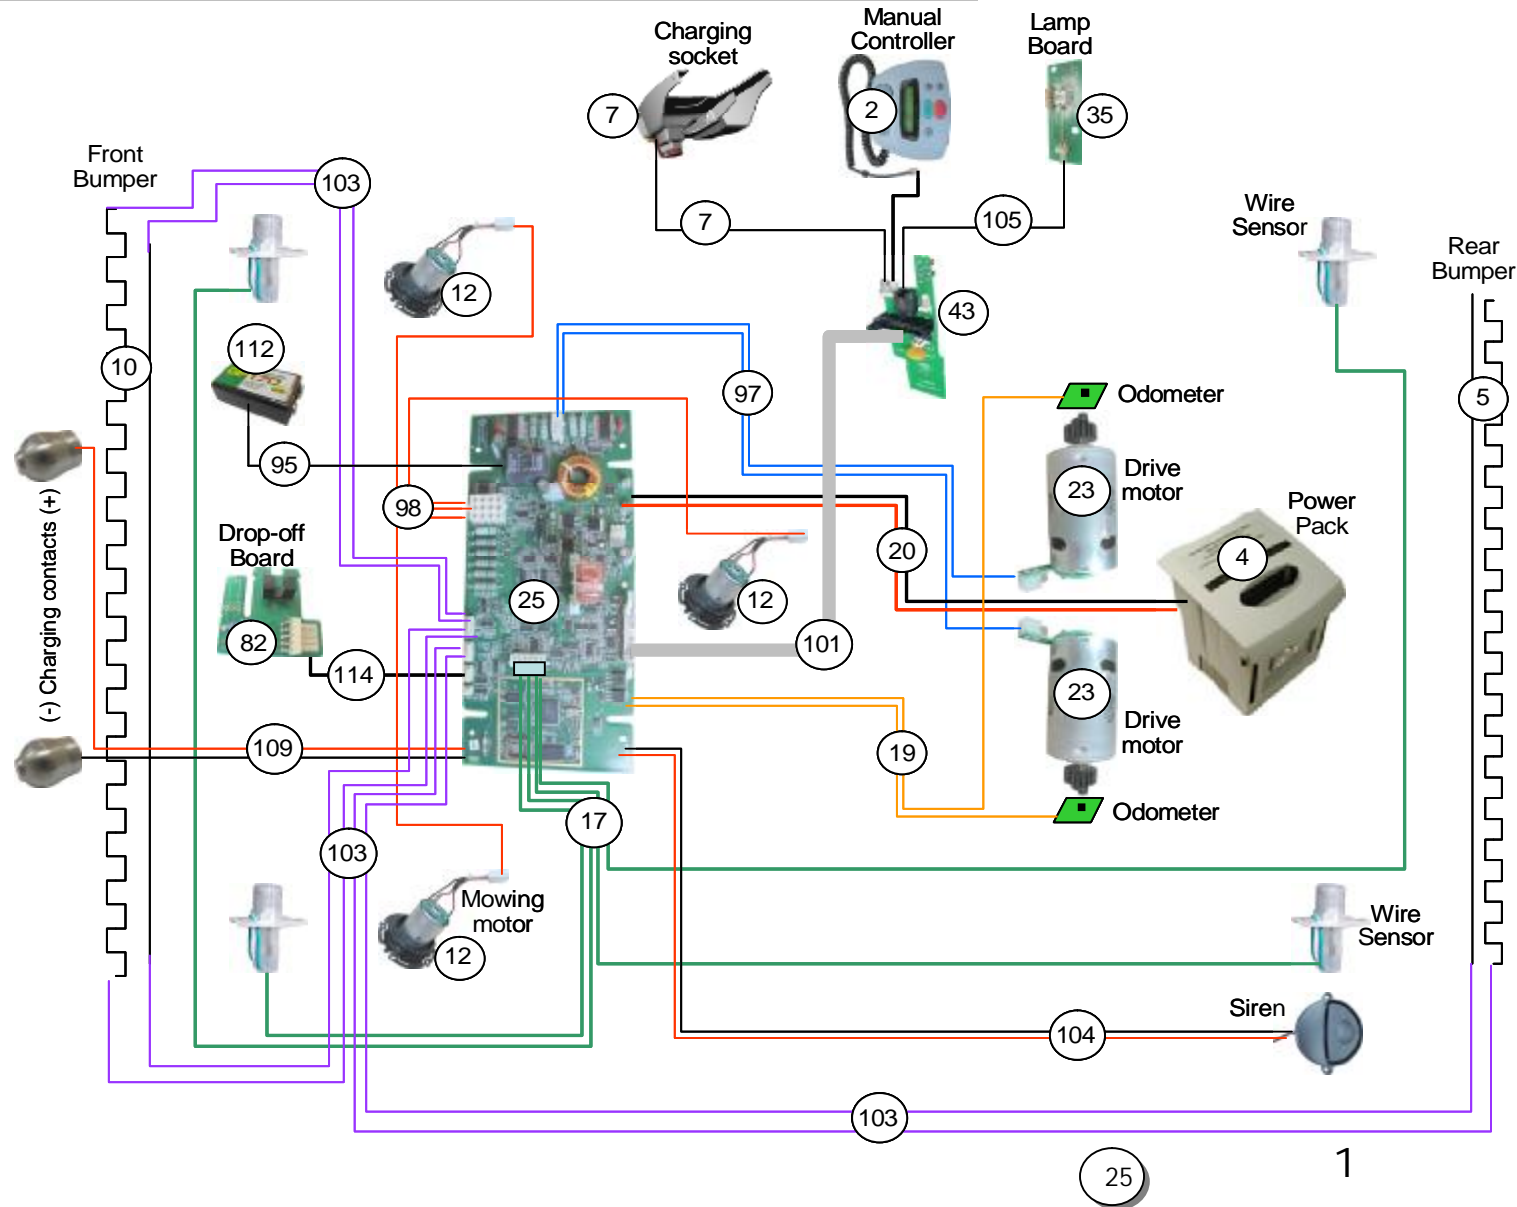 Charging
socket
Manual
Controller
Lamp
Board
7
2
35
Front
Bumper
103
7
105
Wire
Sensor
Rear
Bumper
12
43
112
10
97
Odometer
5
95
23
Drive
motor
98
Power
Pack
(-) Charging contacts (+)
Drop-off
Board
20
4
25
12
82
101
114
23
Drive
motor
109
19
Odometer
17
103
Mowing
motor
12
Wire
Sensor
Siren
104
103
25
1